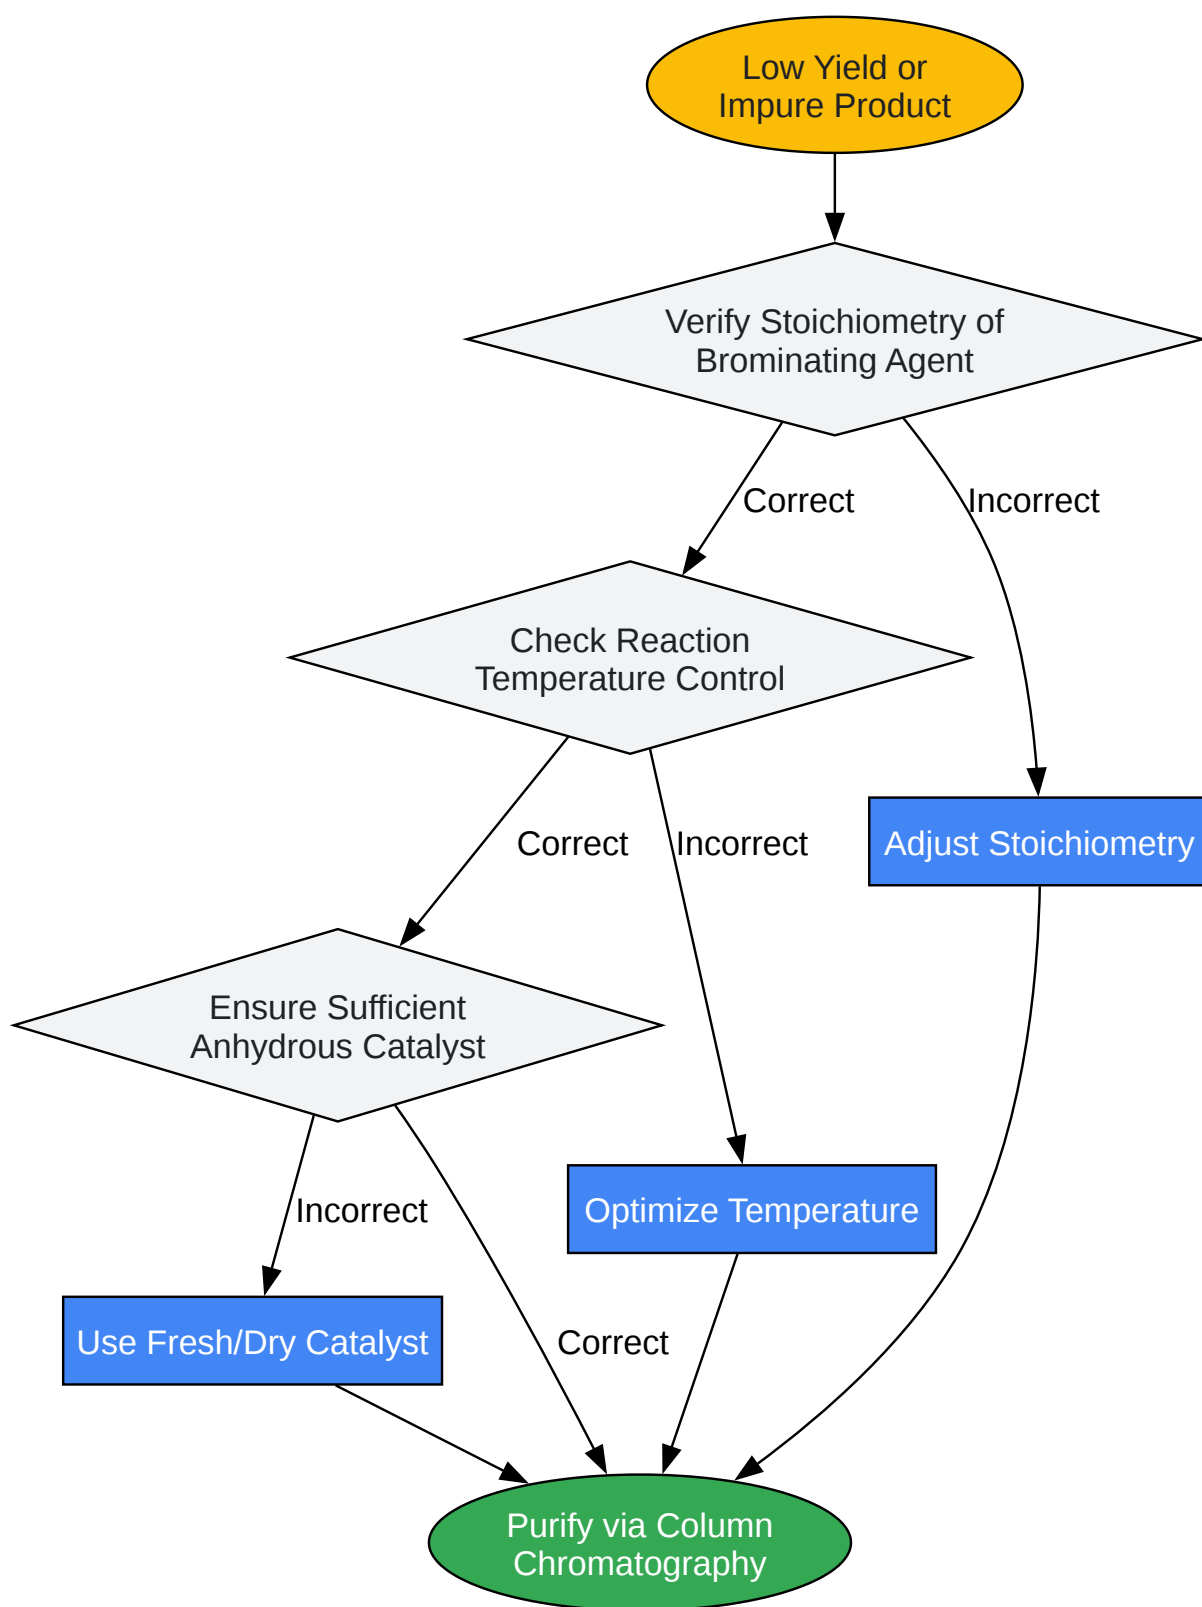 Low Yield or
Impure Product
Verify Stoichiometry of
Brominating Agent
Correct
Incorrect
Check Reaction
Temperature Control
Correct
Incorrect
Adjust Stoichiometry
Ensure Sufficient
Anhydrous Catalyst
Incorrect
Optimize Temperature
Use Fresh/Dry Catalyst
Correct
Purify via Column
Chromatography